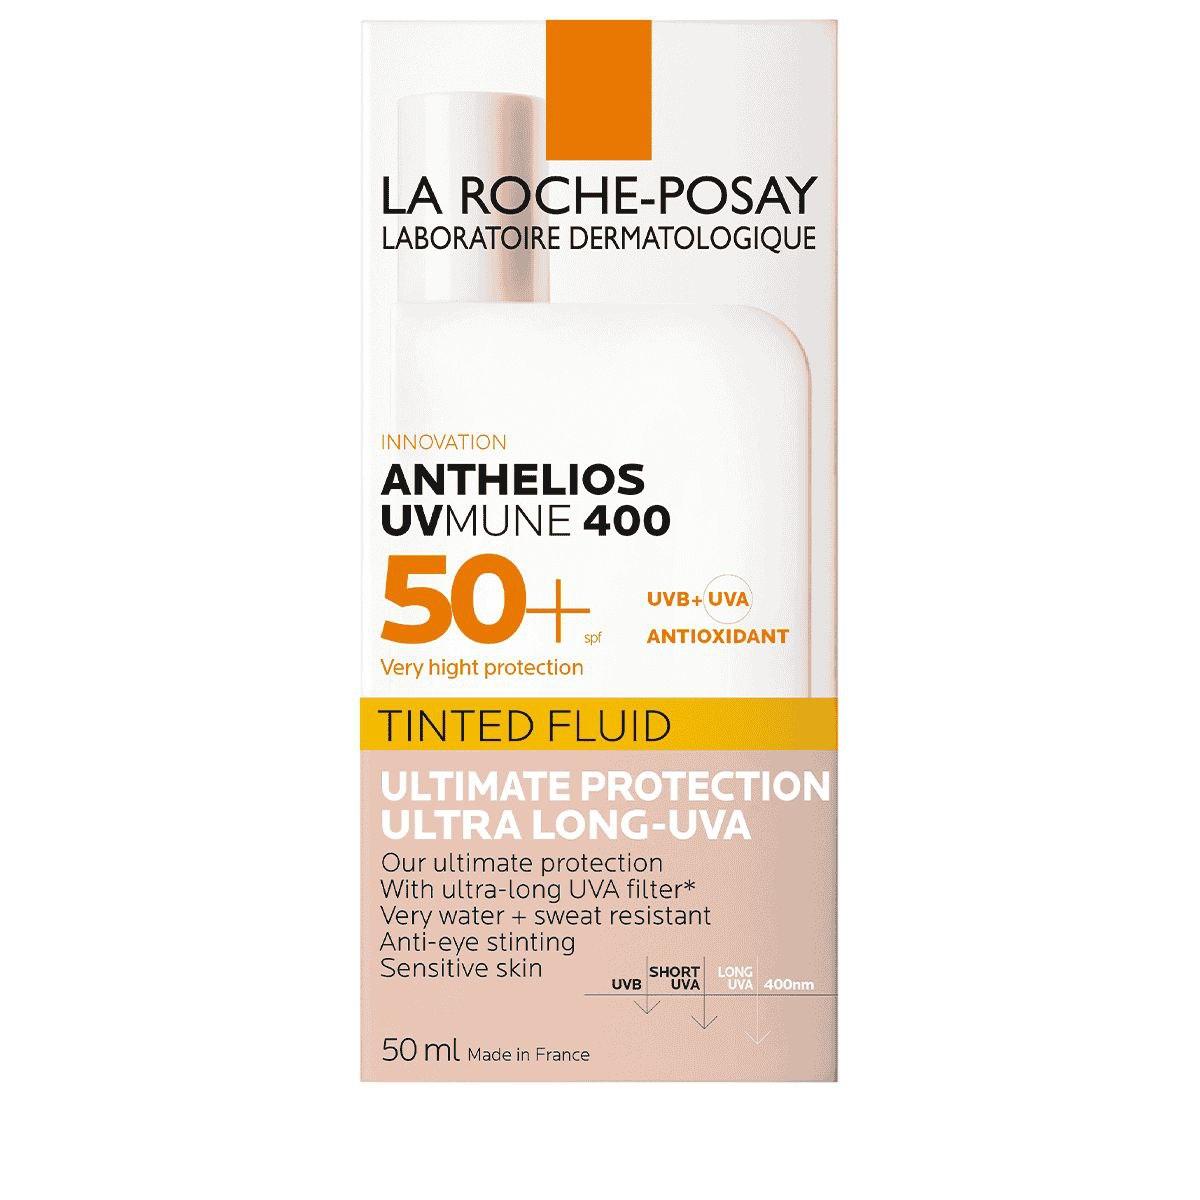 LA ROCHE-POSAY
LABORATOIRE DERMATOLOGIQUE
INNOVATION
ANTHELIOS
UVMUNE 400
50+ spf
UVB+ UVA
ANTIOXIDANT
Very hight protection
TINTED FLUID
ULTIMATE PROTECTION
ULTRA LONG-UVA
Our ultimate protection
With ultra-long UVA filter*
Very water + sweat resistant
Anti-eye stinting
Sensitive skin
UVB
SHORT
UVA
LONG
UVA
400nm
50 ml Made in France